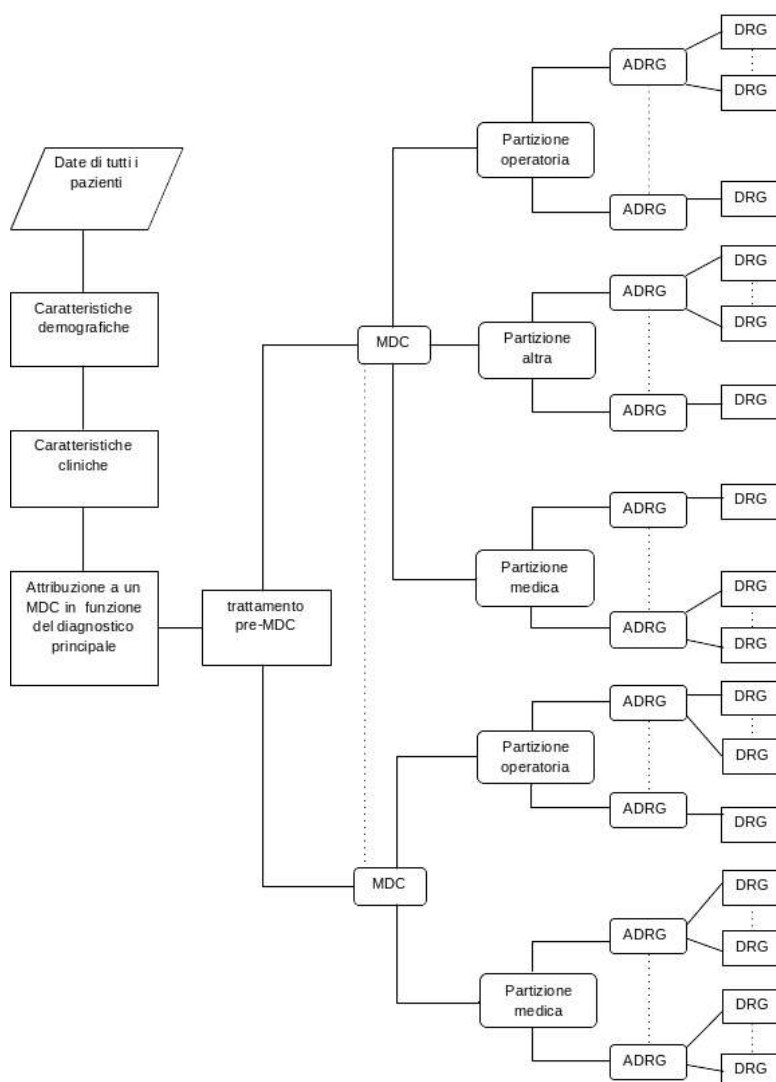 Date di tutti i
pazienti
Caratteristiche
demografiche
Caratteristiche
cliniche
Attribuzione a un
MDC in funzione
del diagnostico
principale
trattamento
pre-MDC
MDC
Partizione
operatoria
ADRG
DRG
DRG
ADRG
DRG
Partizione
altra
ADRG
DRG
DRG
ADRG
DRG
Partizione
medica
ADRG
DRG
ADRG
DRG
DRG
MDC
Partizione
operatoria
ADRG
DRG
DRG
ADRG
DRG
Partizione
medica
ADRG
DRG
DRG
ADRG
DRG
DRG